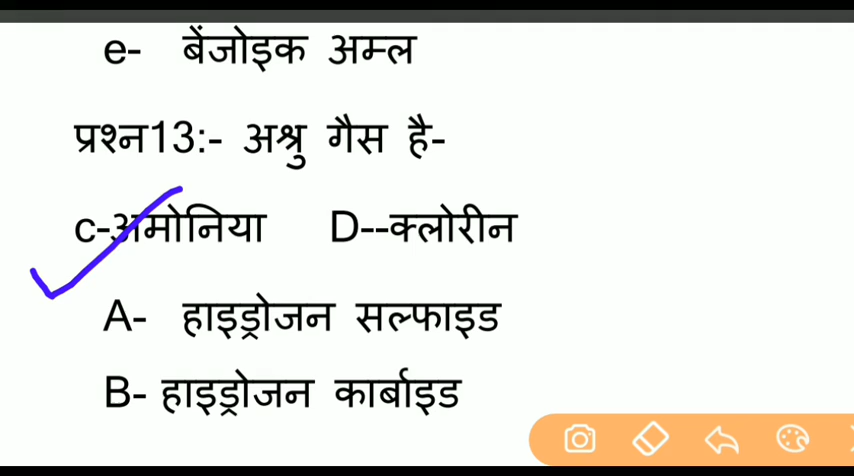 e- बेंजोइक अम्ल
प्रश्न13:- अश्रु गैस है-
c-अमोनिया D--क्लोरीन
A- हाइड्रोजन सल्फाइड
B- हाइड्रोजन कार्बाइड